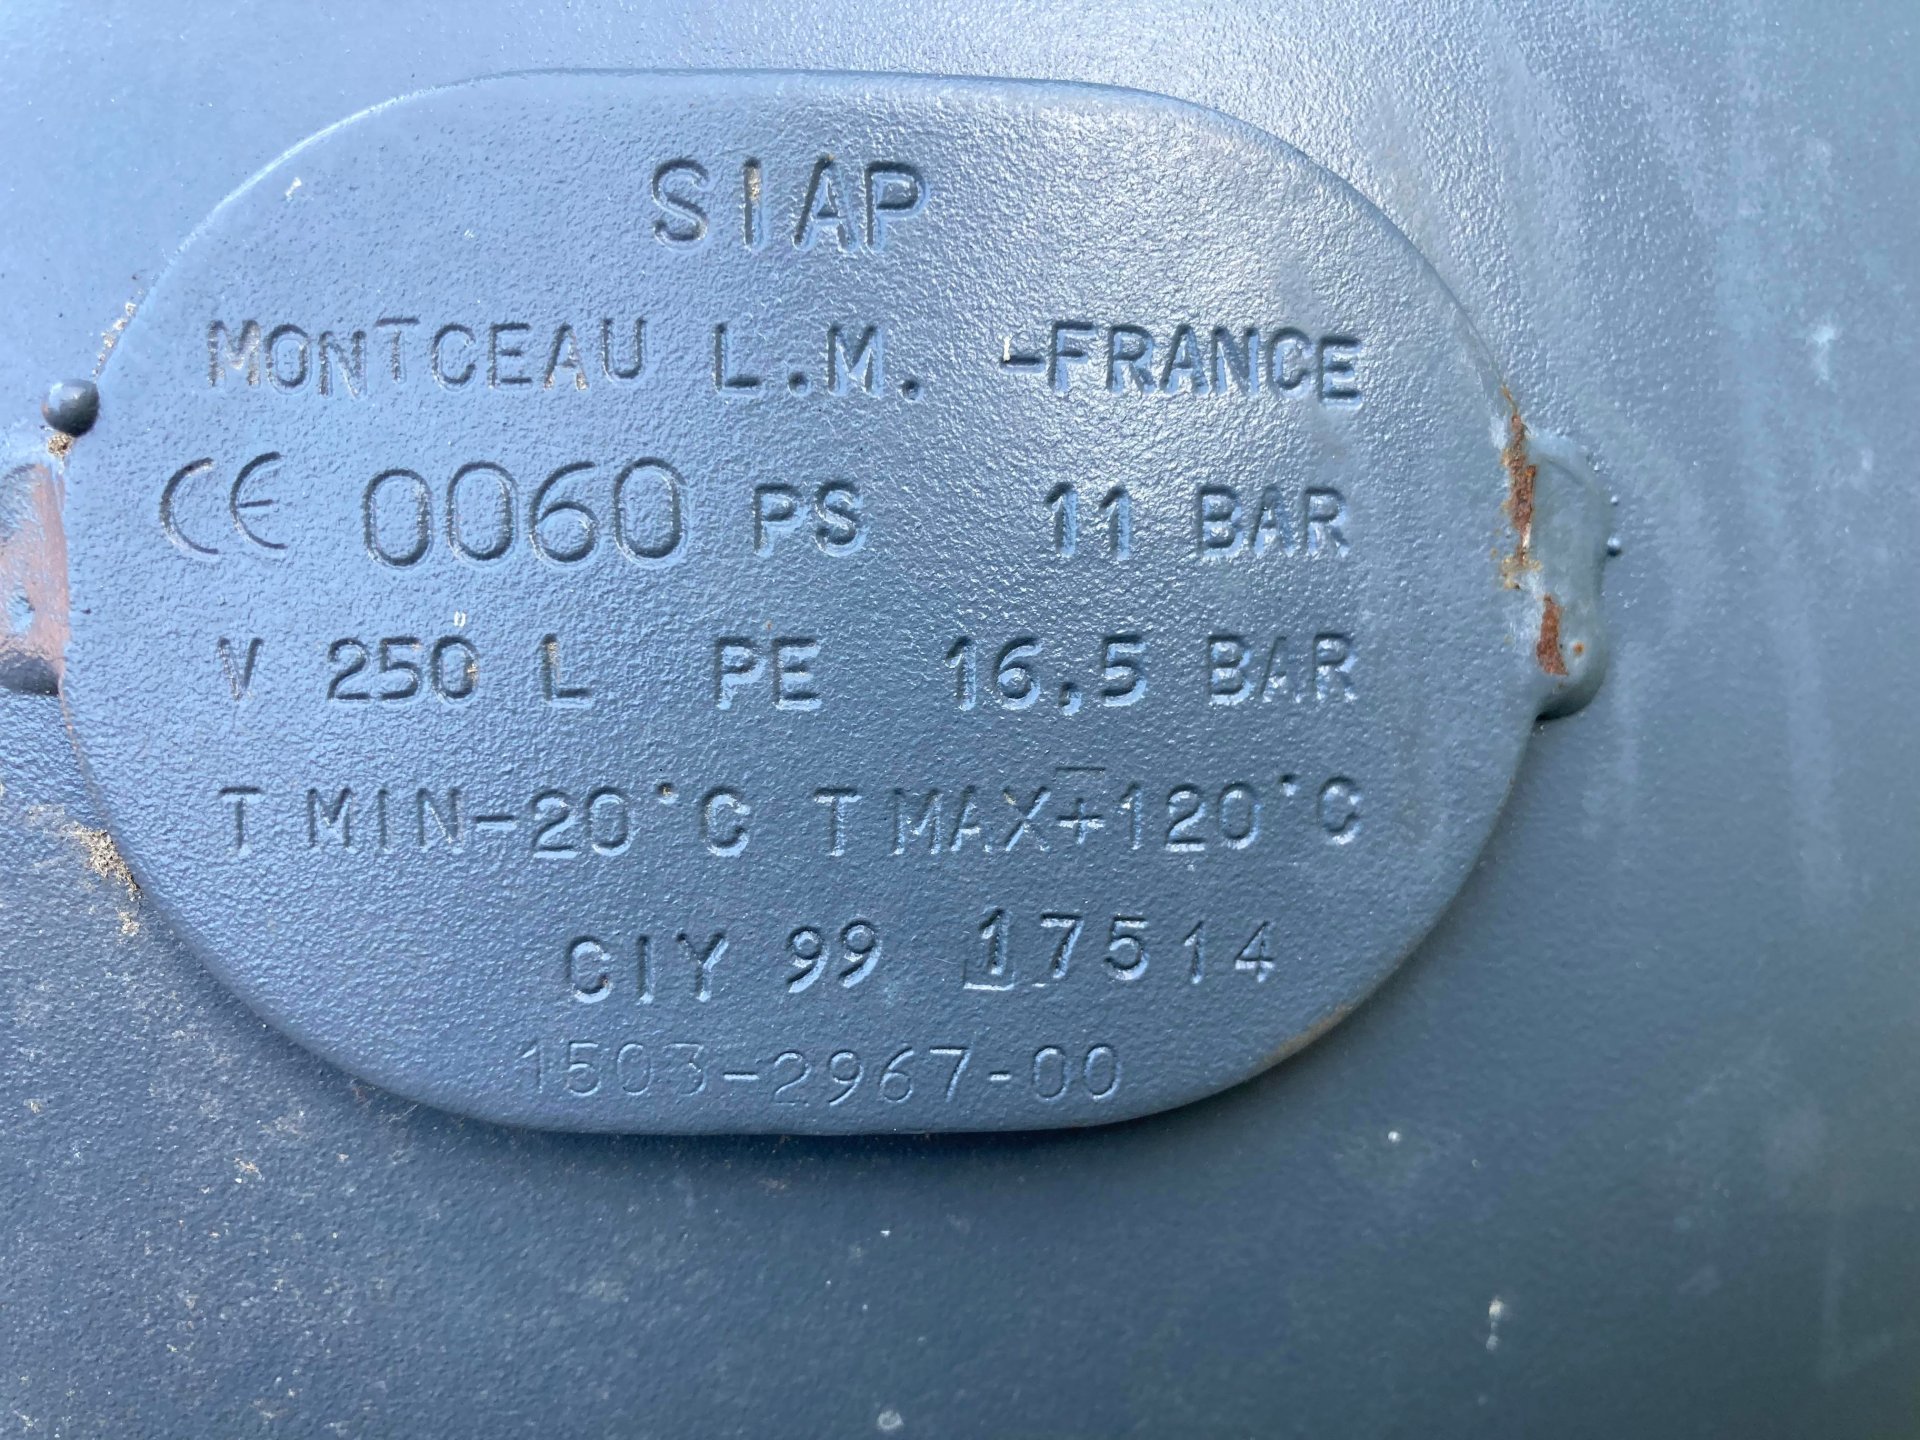 SIAP
MONTCEAU L.M. -FRANCE
CE 0060 PS 11 BAR
V 250 L PE 16,5 BAR
T MIN-20°C T MAX+120°C
CIY 99 17514
1503-2967-00